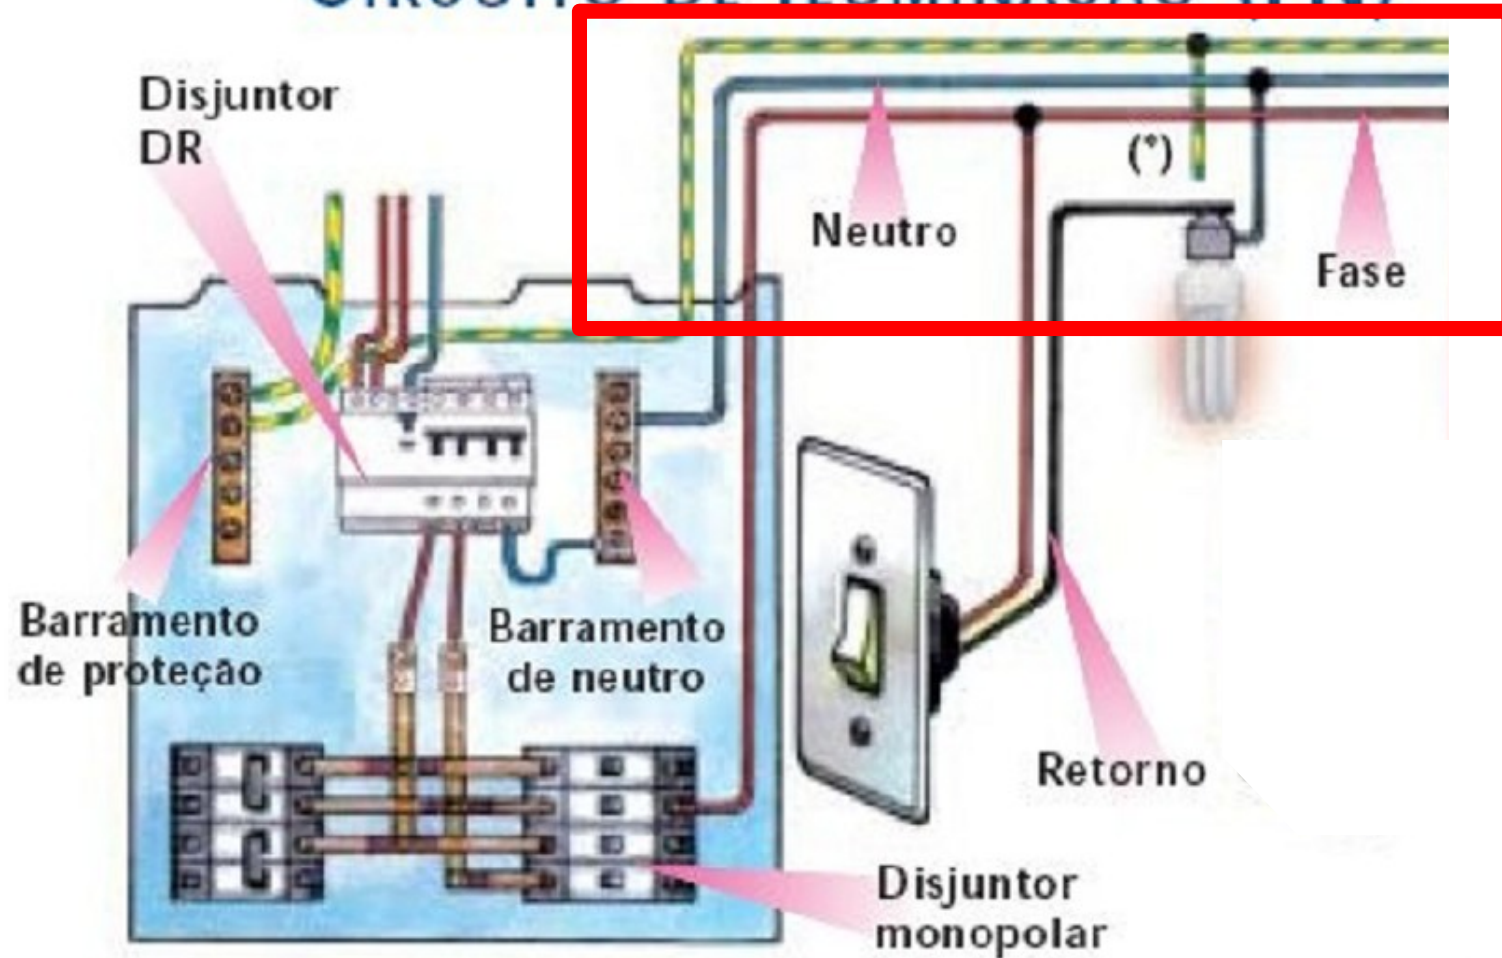 Disjuntor
DR
(*)
Neutro
Fase
Barramento
de proteção
Barramento
de neutro
Retorno
Disjuntor
monopolar